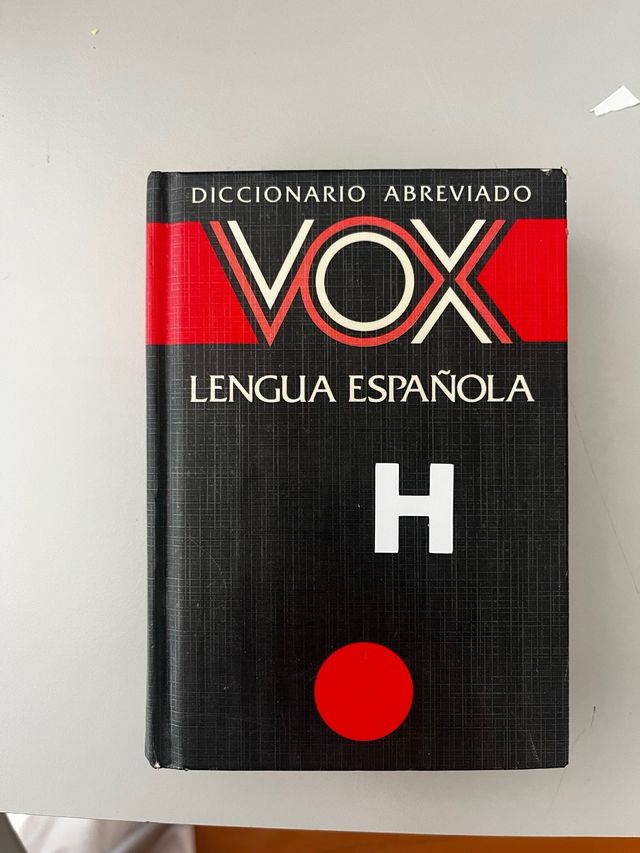 DICCIONARIO ABREVIADO
VOX
LENGUA ESPAÑOLA
H